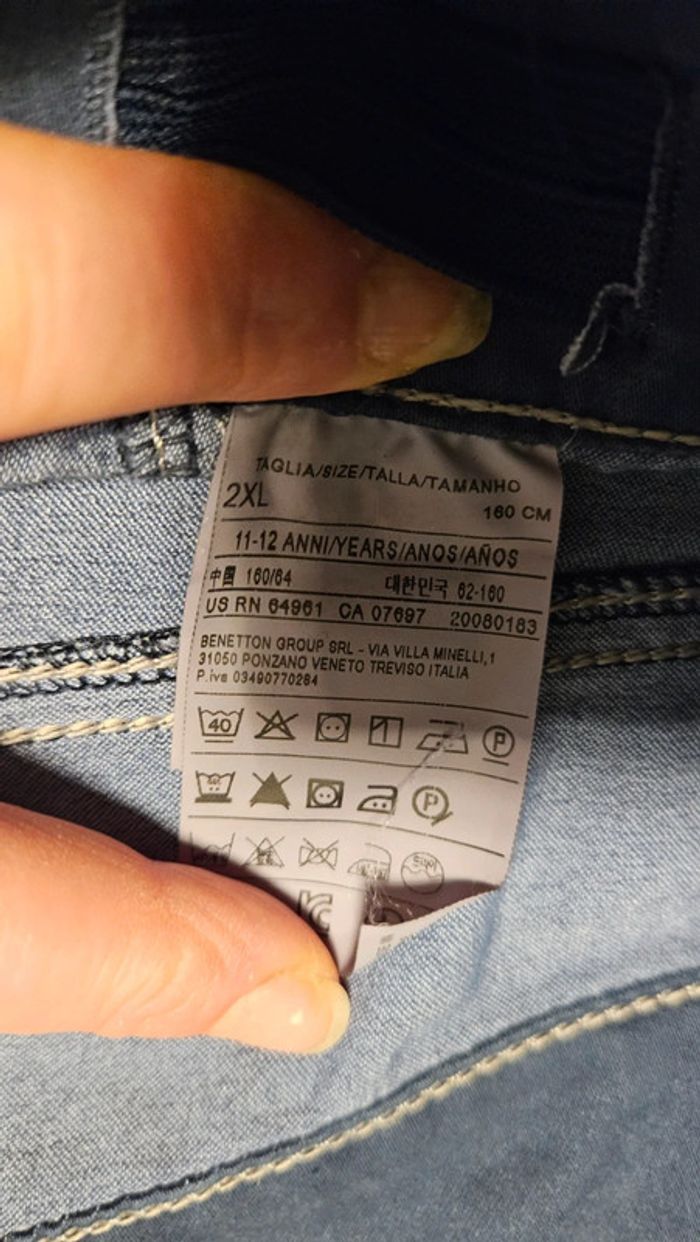 TAGLIA/SIZE/TALLA/TAMANHO
2XL 160 CM
11-12 ANNI/YEARS/ANOS/AÑOS
中国 160/64 대한민국 62-160
US RN 64961 CA 07697 20080183
BENETTON GROUP SRL - VIA VILLA MINELLI,1
31050 PONZANO VENETO TREVISO ITALIA
P.iva 03490770264
40 P
P